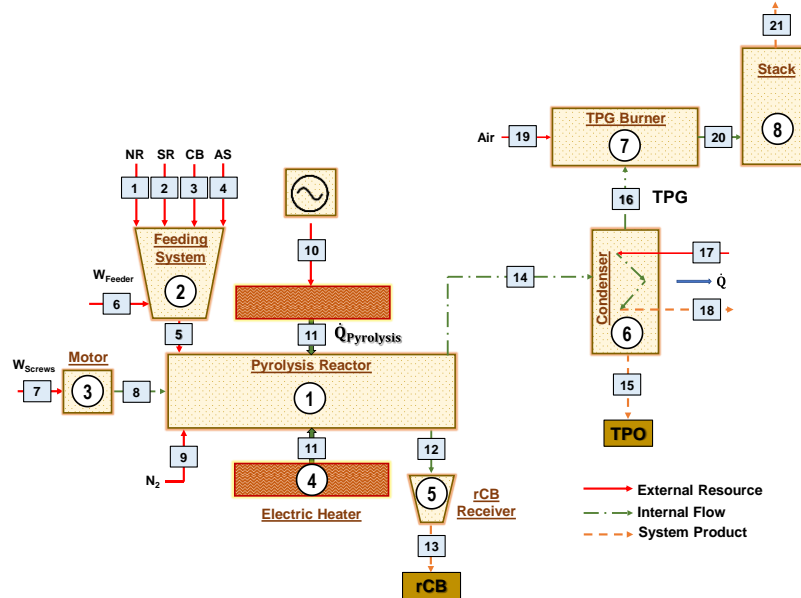 21
Stack
8
TPG Burner
7
Air
19
20
NR SR CB AS
1 2 3 4
16
TPG
Feeding
System
2
10
W_Feeder
6
17
Condenser
Q̇
14
18
6
5
11
Q̇_Pyrolysis
Motor
W_Screws
Pyrolysis Reactor
7
3
8
1
15
TPO
9
N₂
11
12
4
5
rCB
Receiver
Electric Heater
13
rCB
External Resource
Internal Flow
System Product